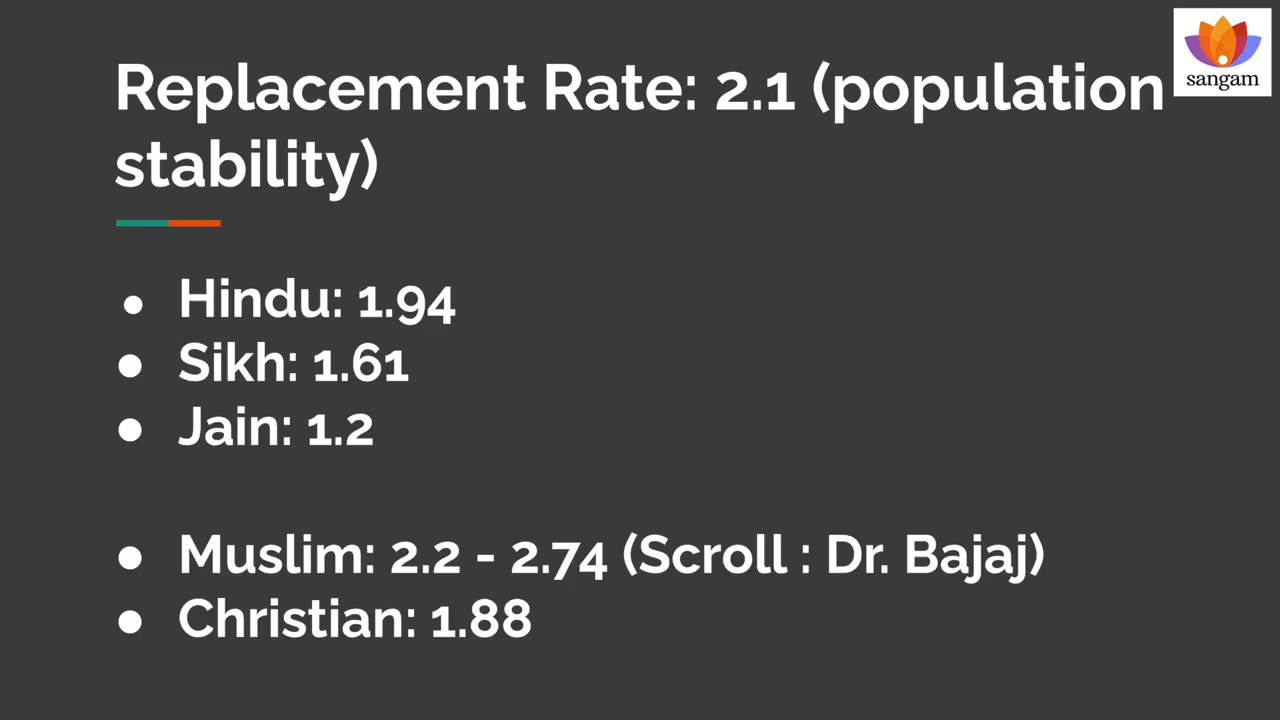 Replacement Rate: 2.1 (population
stability)
sangam
● Hindu: 1.94
● Sikh: 1.61
● Jain: 1.2
● Muslim: 2.2 - 2.74 (Scroll : Dr. Bajaj)
● Christian: 1.88